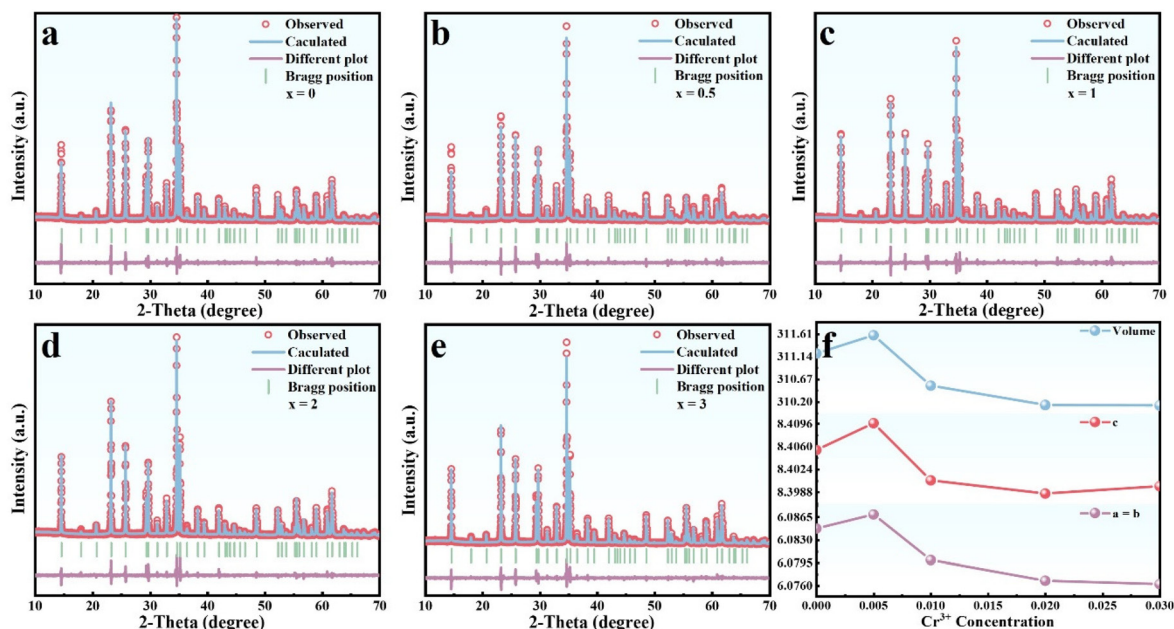 a
Observed
Caculated
Different plot
Bragg position
x = 0
Intensity (a.u.)
10 20 30 40 50 60 70
2-Theta (degree)
b
Observed
Caculated
Different plot
Bragg position
x = 0.5
Intensity (a.u.)
10 20 30 40 50 60 70
2-Theta (degree)
c
Observed
Caculated
Different plot
Bragg position
x = 1
Intensity (a.u.)
10 20 30 40 50 60 70
2-Theta (degree)
d
Observed
Caculated
Different plot
Bragg position
x = 2
Intensity (a.u.)
10 20 30 40 50 60 70
2-Theta (degree)
e
Observed
Caculated
Different plot
Bragg position
x = 3
Intensity (a.u.)
10 20 30 40 50 60 70
2-Theta (degree)
f
Volume
311.61
311.14
310.67
310.20
c
8.4096
8.4060
8.4024
8.3988
a = b
6.0865
6.0830
6.0795
6.0760
0.000 0.005 0.010 0.015 0.020 0.025 0.030
Cr³⁺ Concentration